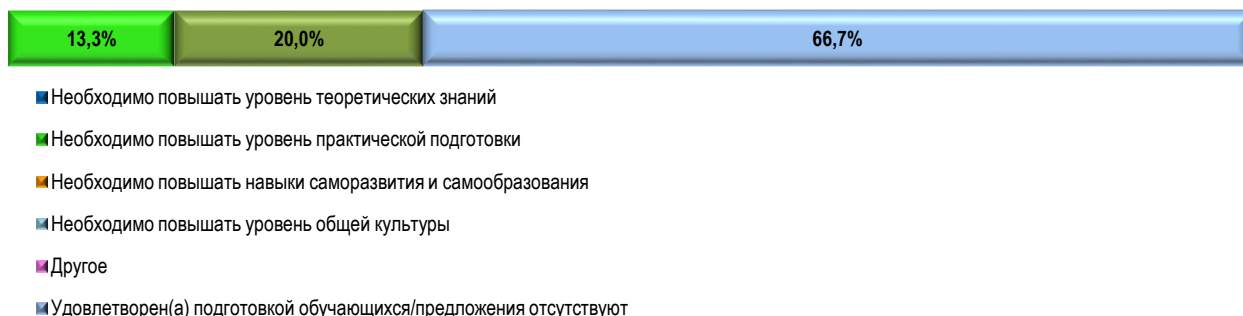 13,3% 20,0% 66,7%
Необходимо повышать уровень теоретических знаний
Необходимо повышать уровень практической подготовки
Необходимо повышать навыки саморазвития и самообразования
Необходимо повышать уровень общей культуры
Другое
Удовлетворен(а) подготовкой обучающихся/предложения отсутствуют